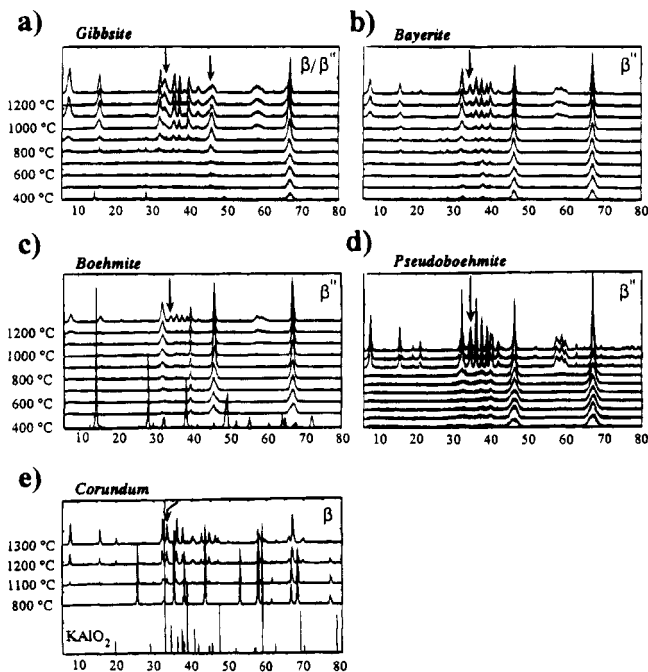 a)
Gibbsite
β/β"
1200 °C
1000 °C
800 °C
600 °C
400 °C
10 20 30 40 50 60 70 80
b)
Bayerite
β"
1200 °C
1000 °C
800 °C
600 °C
400 °C
10 20 30 40 50 60 70 80
c)
Boehmite
β"
1200 °C
1000 °C
800 °C
600 °C
400 °C
10 20 30 40 50 60 70 80
d)
Pseudoboehmite
β"
10 20 30 40 50 60 70 80
e)
Corundum
β
1300 °C
1200 °C
1100 °C
800 °C
KAlO₂
10 20 30 40 50 60 70 80